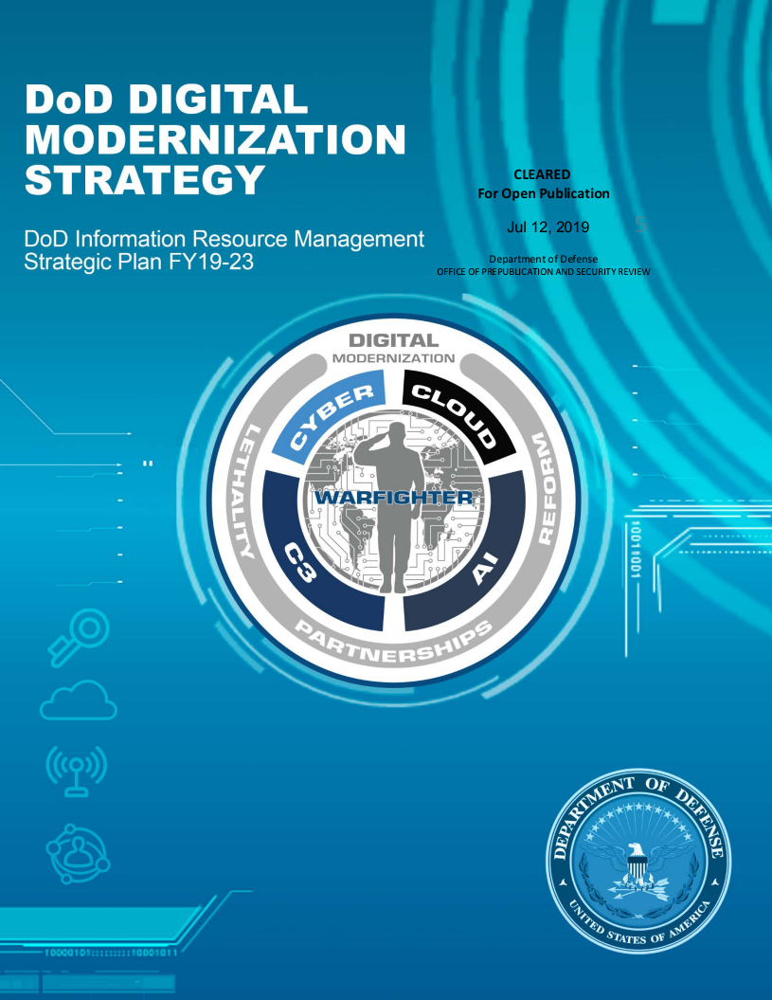 DoD DIGITAL
MODERNIZATION
STRATEGY
DoD Information Resource Management
Strategic Plan FY19-23
CLEARED
For Open Publication
Jul 12, 2019
5
Department of Defense
OFFICE OF PREPUBLICATION AND SECURITY REVIEW
DIGITAL
MODERNIZATION
CYBER
CLOUD
LETHALITY
REFORM
WARFIGHTER
C3
AI
PARTNERSHIPS
10011001
DEPARTMENT OF DEFENSE
UNITED STATES OF AMERICA
10000101::::::::::10001011